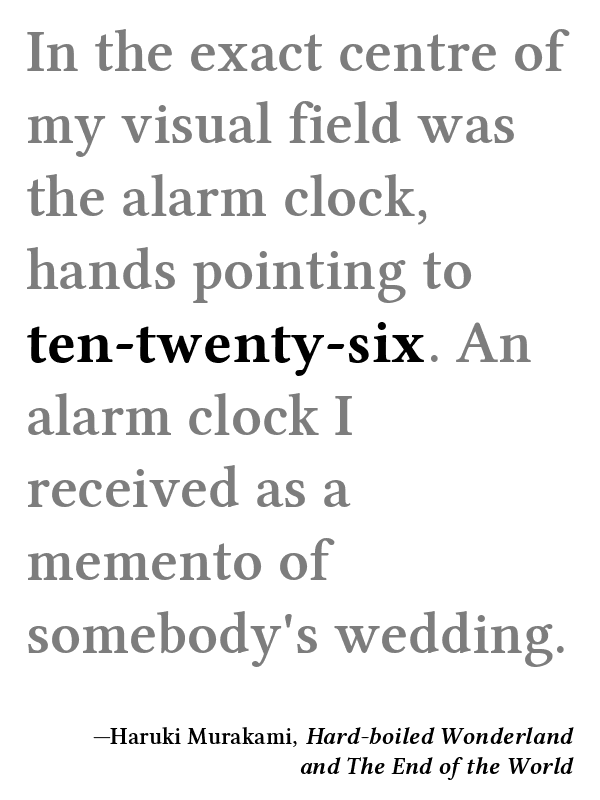 In the exact centre of
my visual field was
the alarm clock,
hands pointing to
ten-twenty-six. An
alarm clock I
received as a
memento of
somebody's wedding.
—Haruki Murakami, Hard-boiled Wonderland
and The End of the World